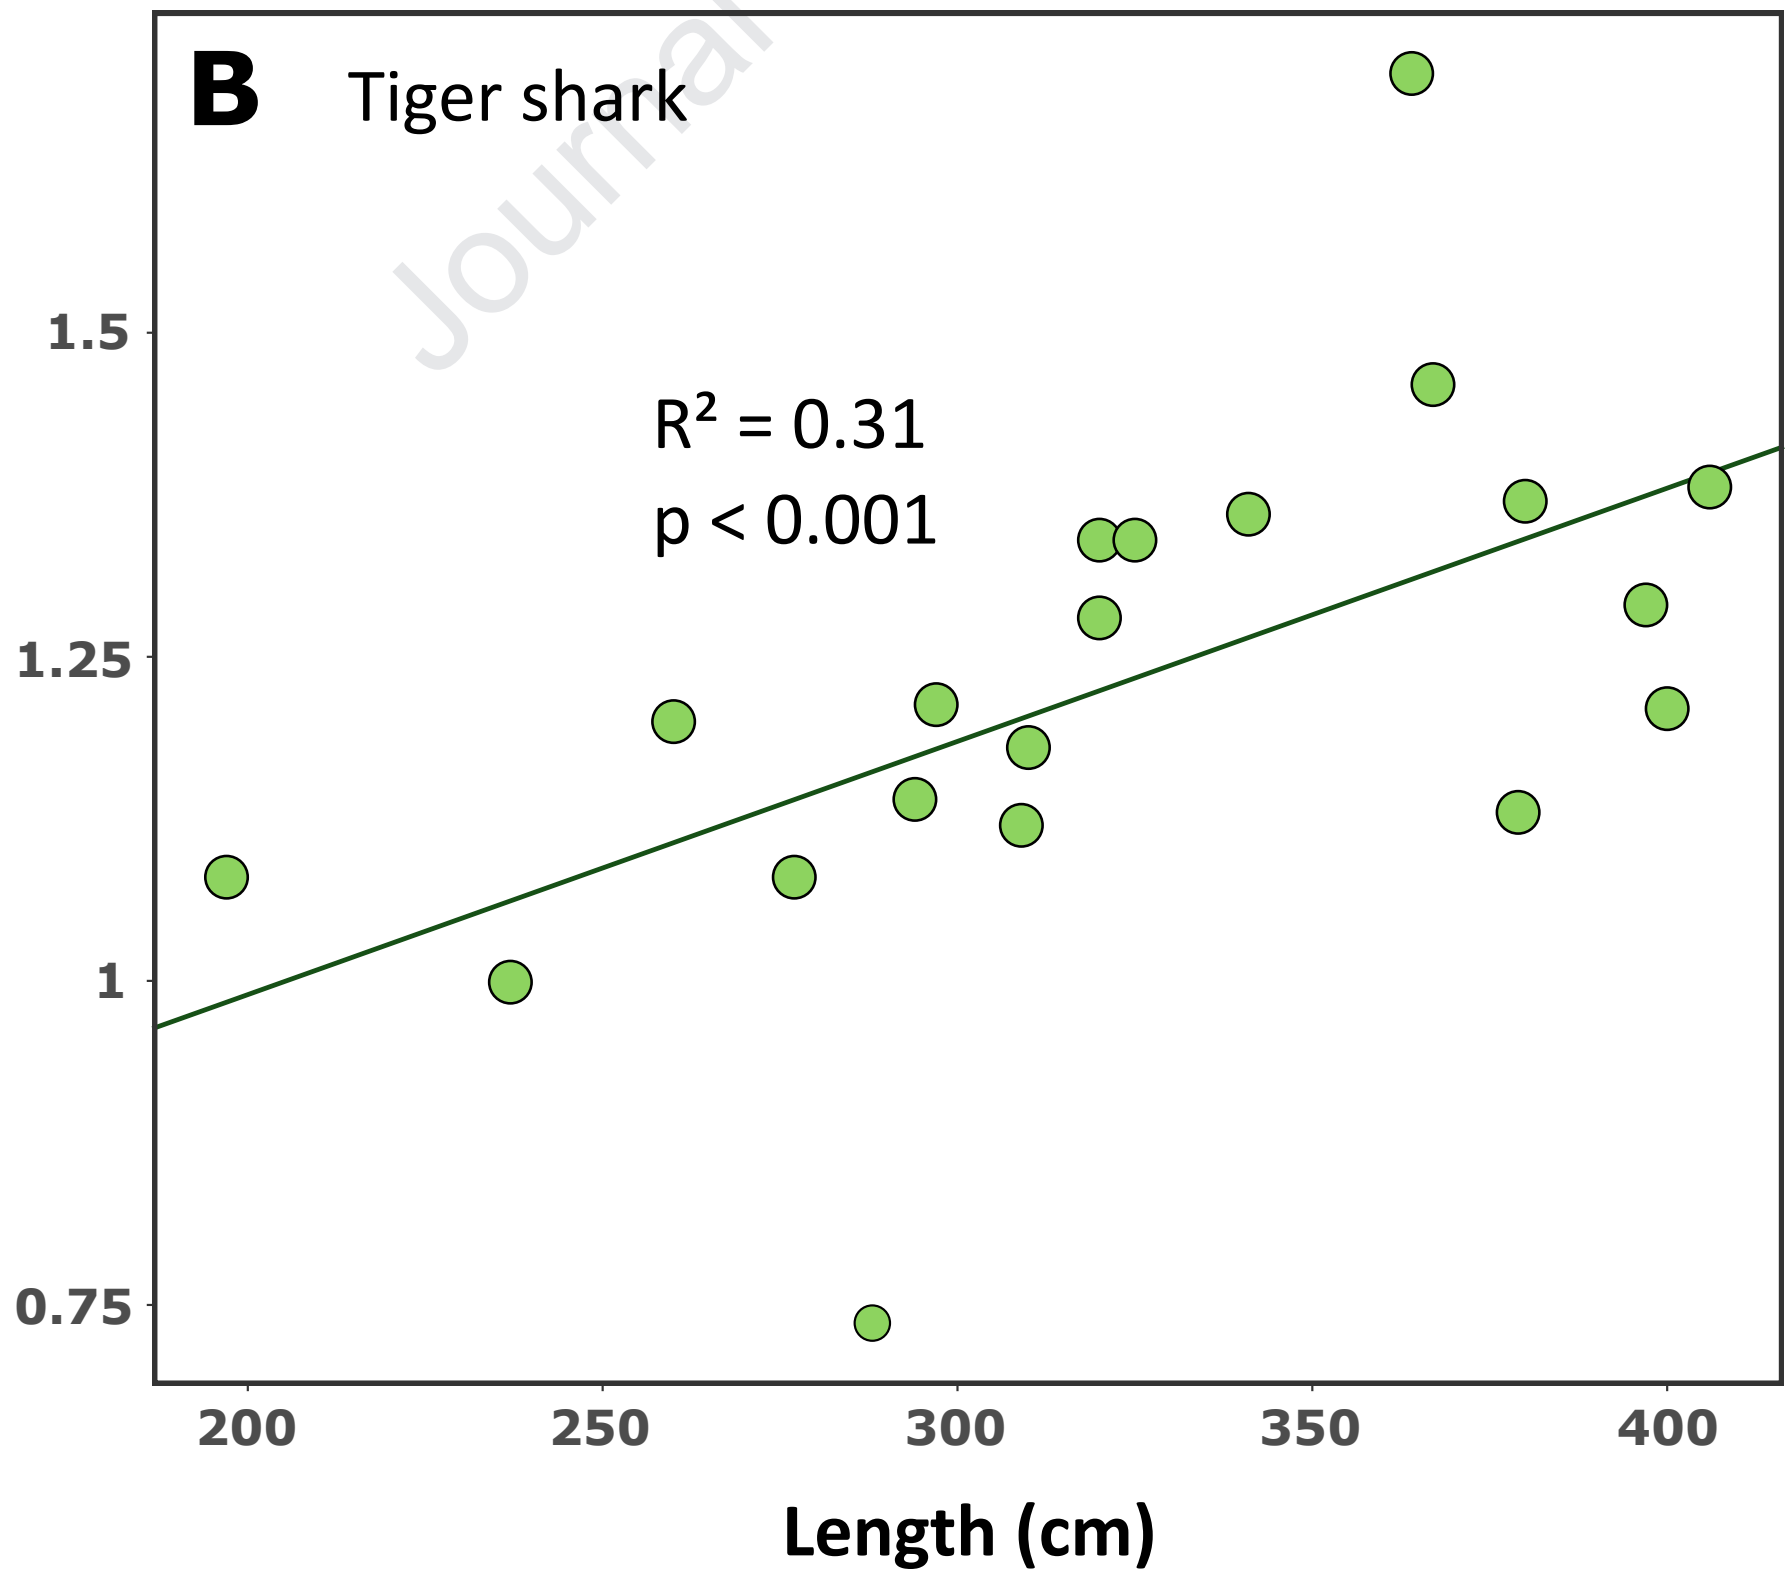 B Tiger shark
Journal
R² = 0.31
p < 0.001
1.5
1.25
1
0.75
200 250 300 350 400
Length (cm)